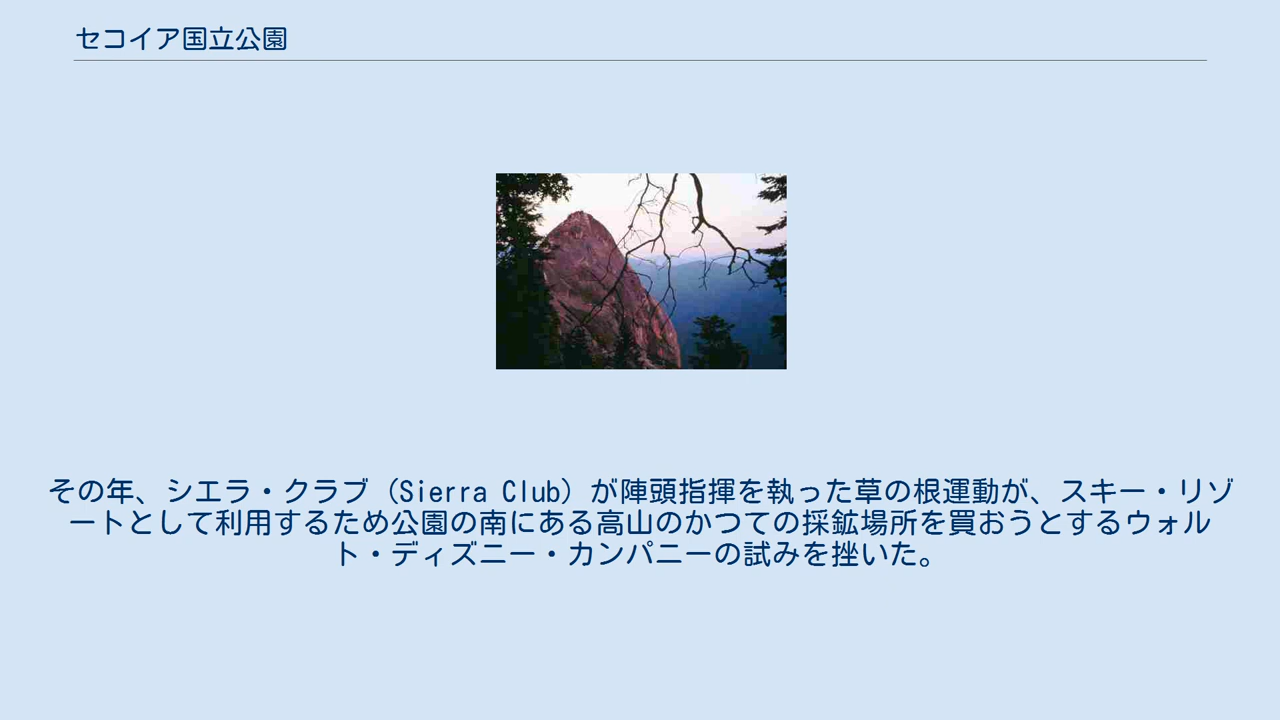 セコイア国立公園
その年、シエラ・クラブ（Sierra Club）が陣頭指揮を執った草の根運動が、スキー・リゾ
ートとして利用するため公園の南にある高山のかつての採鉱場所を買おうとするウォル
ト・ディズニー・カンパニーの試みを挫いた。